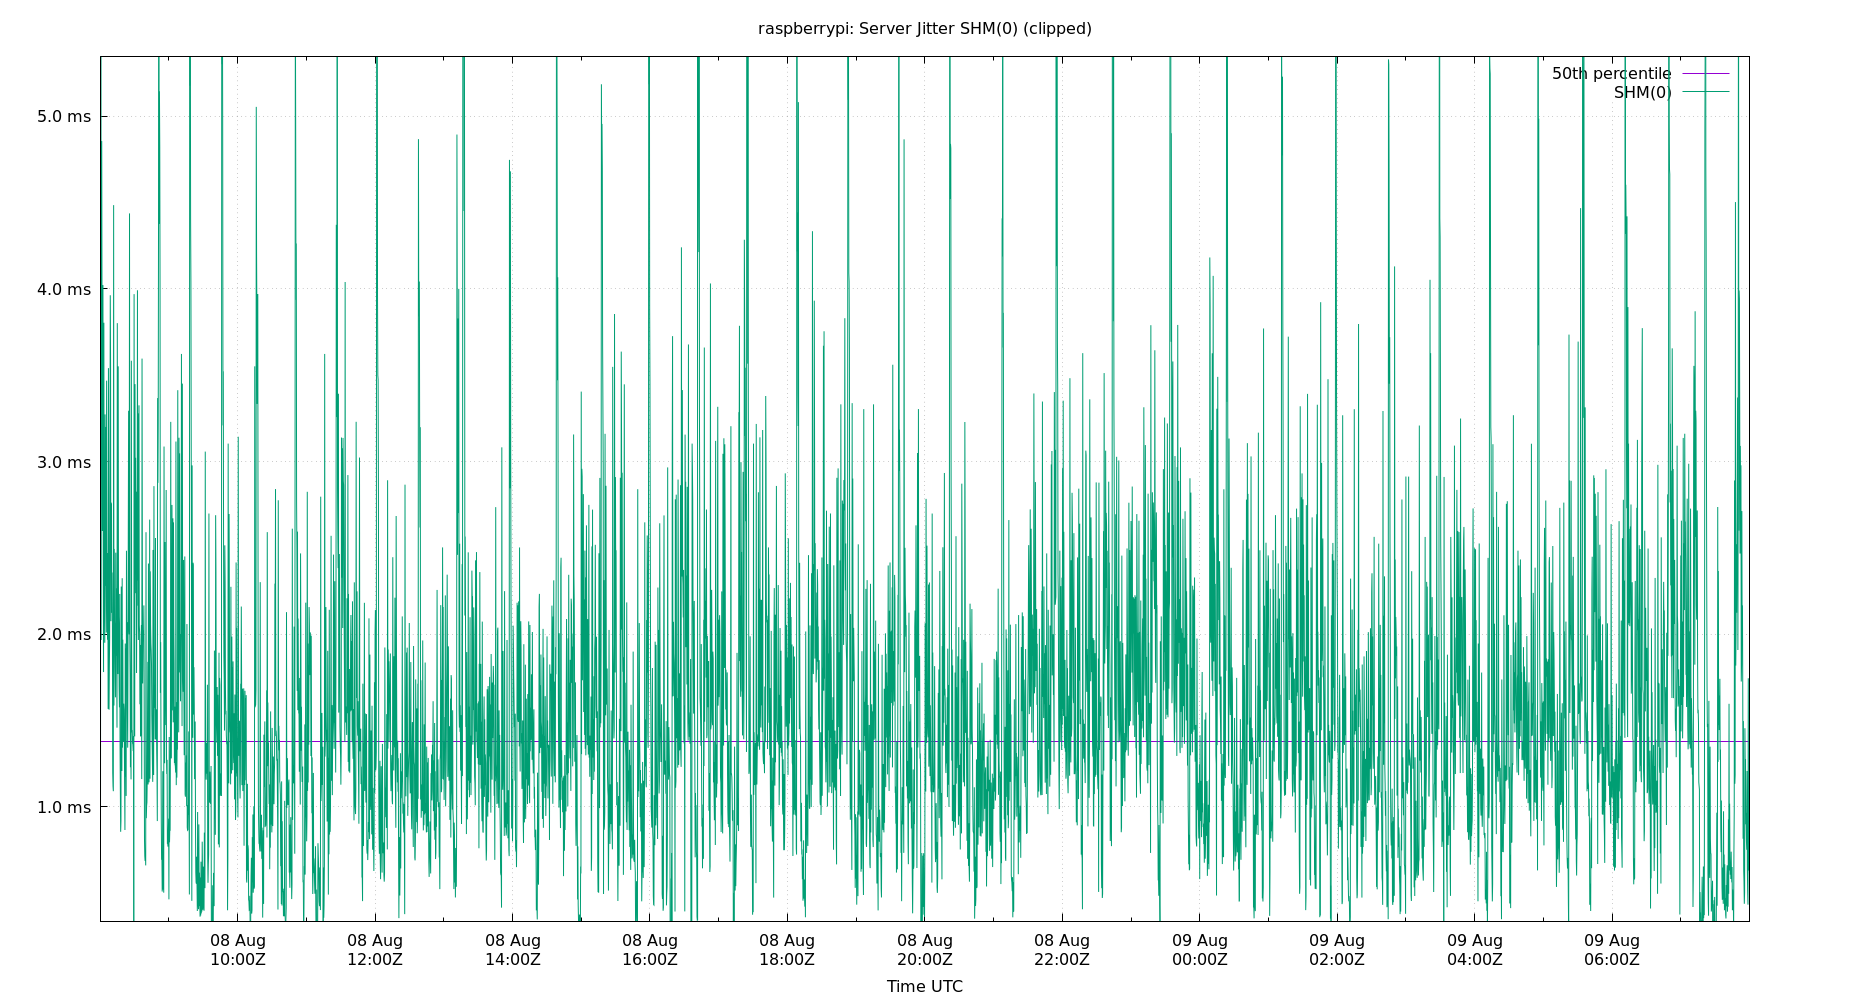 raspberrypi: Server Jitter SHM(0) (clipped)
50th percentile
SHM(0)
5.0 ms
4.0 ms
3.0 ms
2.0 ms
1.0 ms
08 Aug 08 Aug 08 Aug 08 Aug 08 Aug 08 Aug 08 Aug 09 Aug 09 Aug 09 Aug 09 Aug
10:00Z 12:00Z 14:00Z 16:00Z 18:00Z 20:00Z 22:00Z 00:00Z 02:00Z 04:00Z 06:00Z
Time UTC